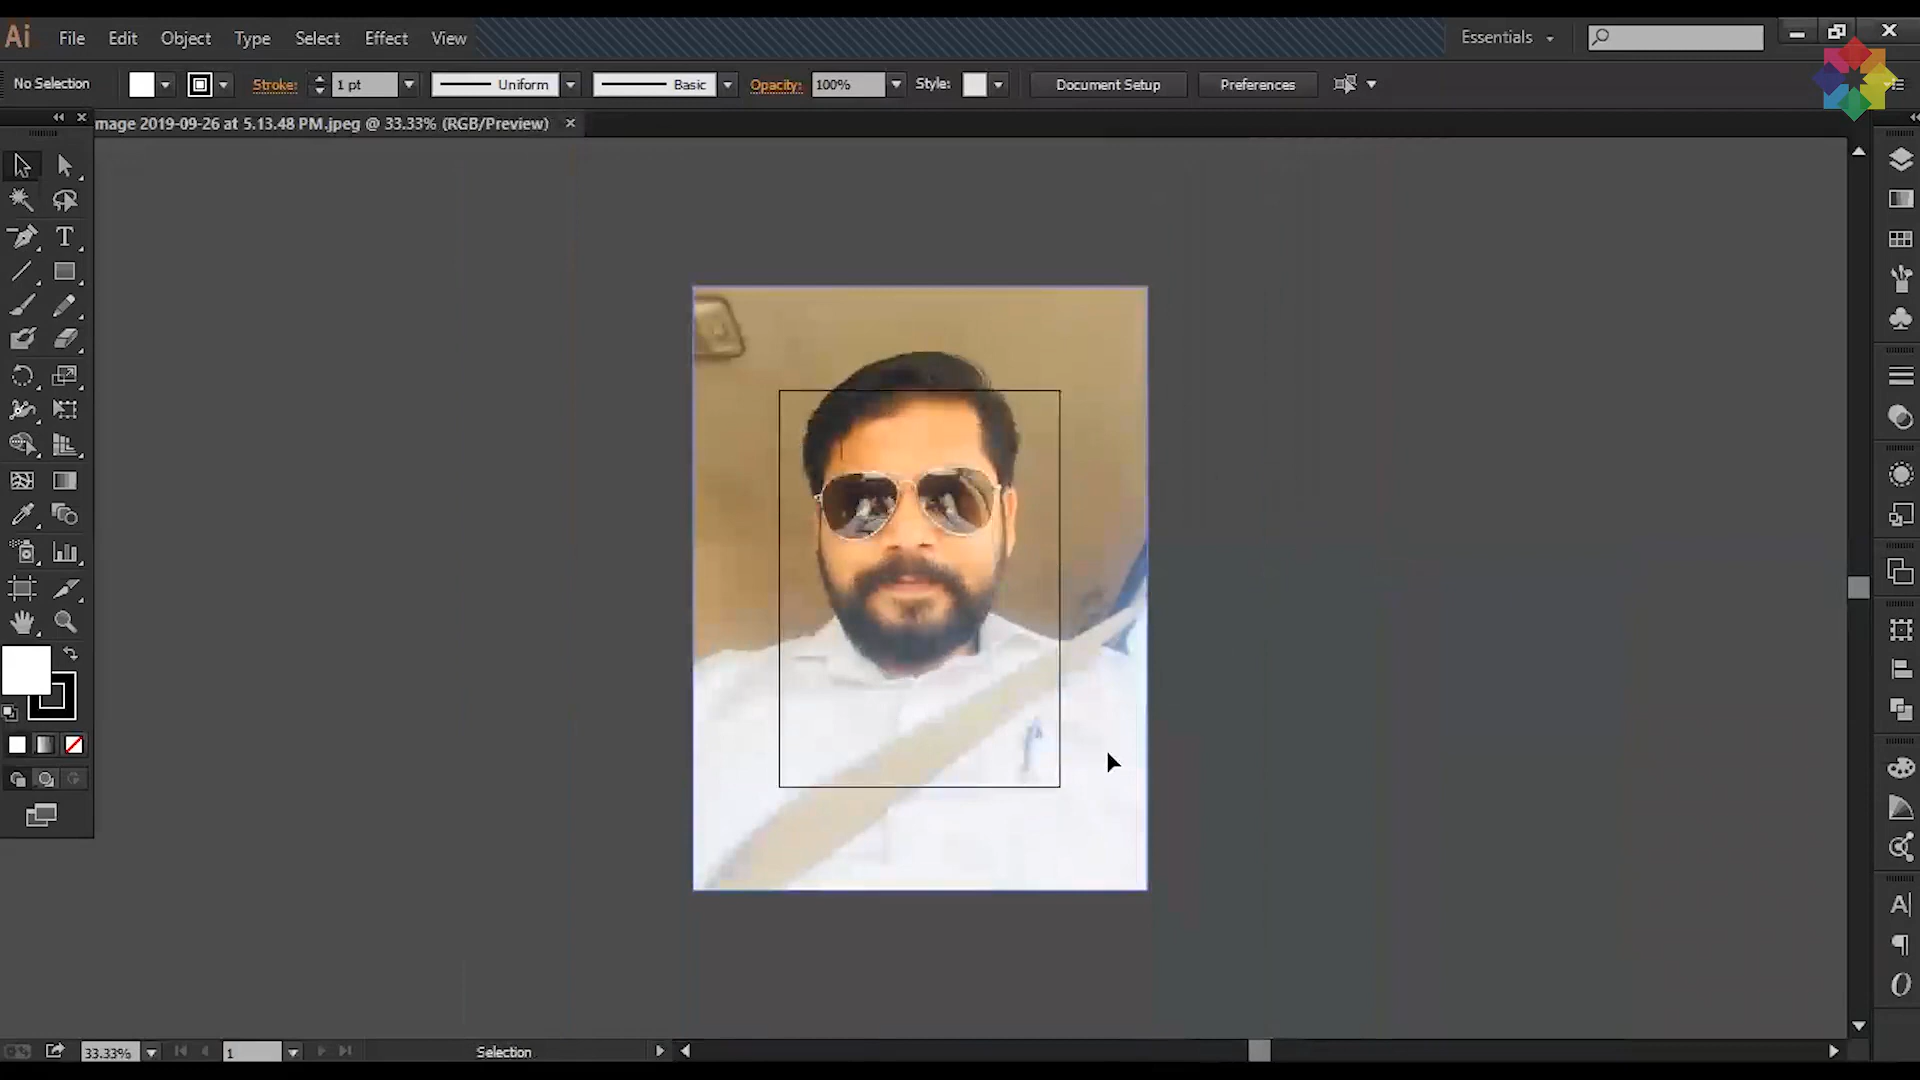 Ai File Edit Object Type Select Effect View Essentials
No Selection Stroke: 1 pt Uniform Basic Opacity: 100% Style: Document Setup Preferences
mage 2019-09-26 at 5.13.48 PM.jpeg @ 33.33% (RGB/Preview)
33.33% 1 Selection